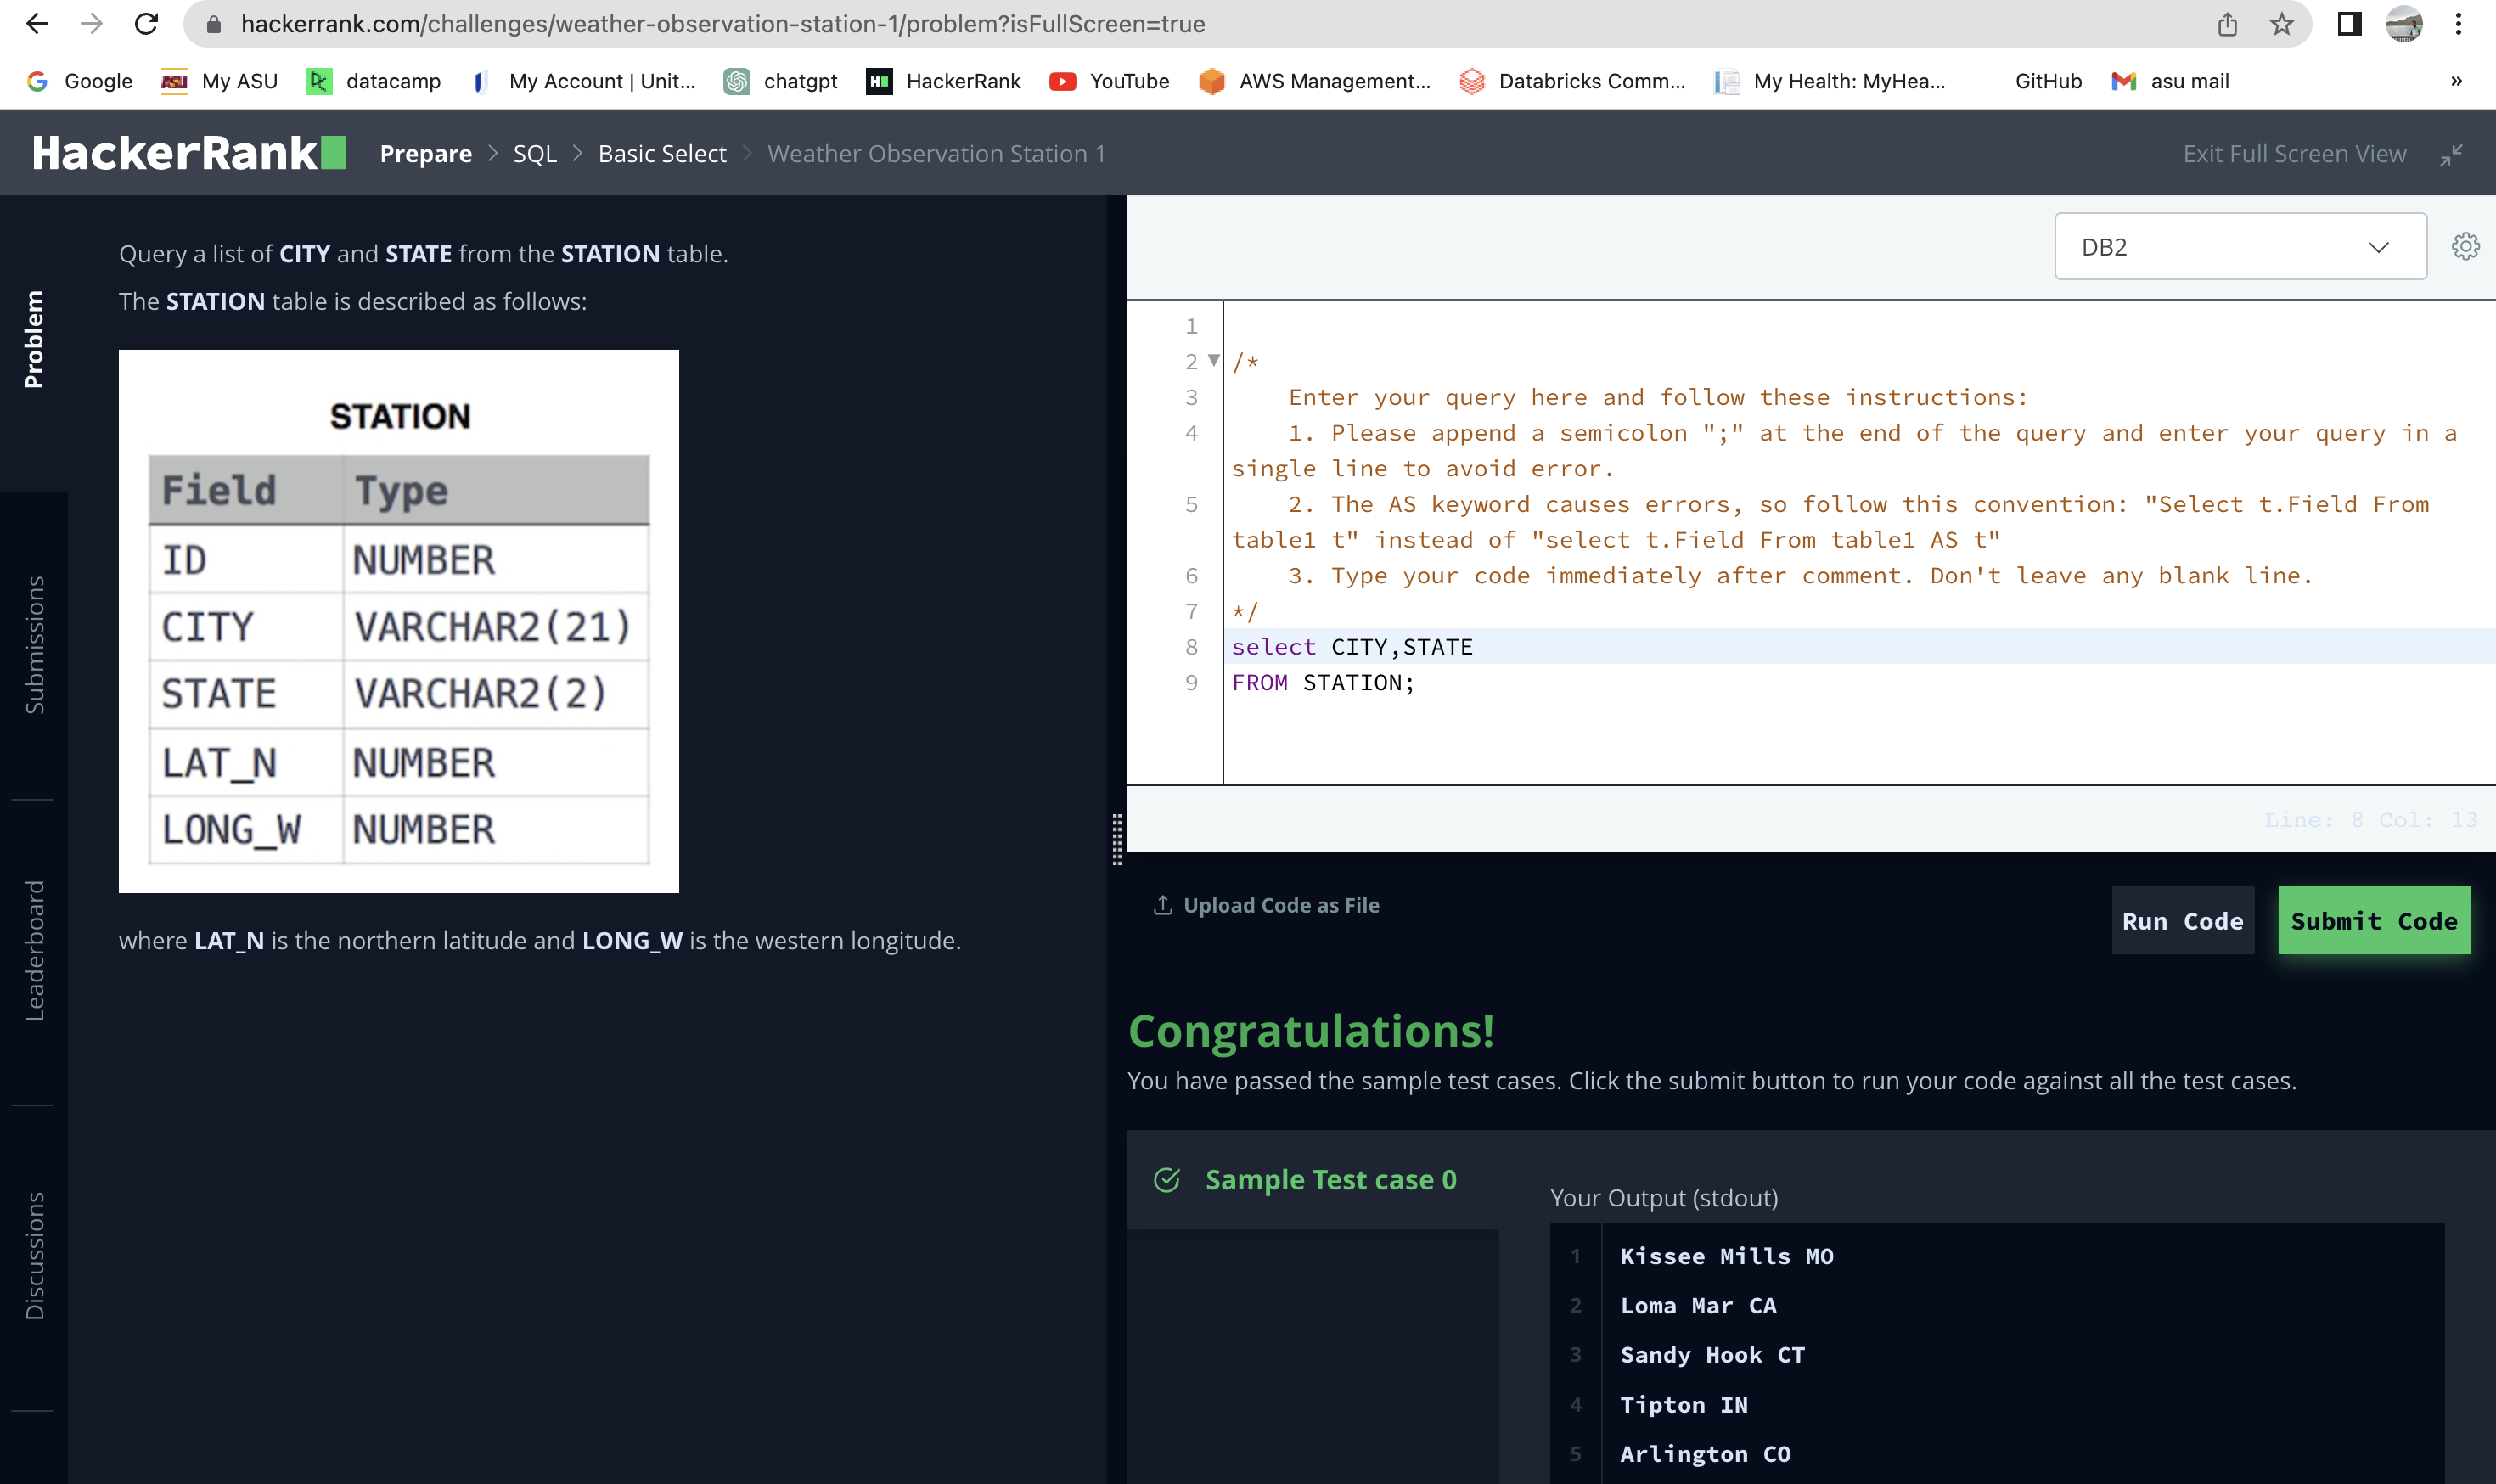 hackerrank.com/challenges/weather-observation-station-1/problem?isFullScreen=true
Google My ASU datacamp My Account | Unit... chatgpt HackerRank YouTube AWS Management... Databricks Comm... My Health: MyHea... GitHub asu mail »
HackerRank Prepare > SQL > Basic Select > Weather Observation Station 1 Exit Full Screen View
Problem
Submissions
Leaderboard
Discussions
Query a list of CITY and STATE from the STATION table.
The STATION table is described as follows:
STATION
Field Type
ID NUMBER
CITY VARCHAR2(21)
STATE VARCHAR2(2)
LAT_N NUMBER
LONG_W NUMBER
where LAT_N is the northern latitude and LONG_W is the western longitude.
DB2
1
2 /*
3 Enter your query here and follow these instructions:
4 1. Please append a semicolon ";" at the end of the query and enter your query in a
single line to avoid error.
5 2. The AS keyword causes errors, so follow this convention: "Select t.Field From
table1 t" instead of "select t.Field From table1 AS t"
6 3. Type your code immediately after comment. Don't leave any blank line.
7 */
8 select CITY,STATE
9 FROM STATION;
Line: 8 Col: 13
Upload Code as File
Run Code
Submit Code
Congratulations!
You have passed the sample test cases. Click the submit button to run your code against all the test cases.
Sample Test case 0
Your Output (stdout)
1 Kissee Mills MO
2 Loma Mar CA
3 Sandy Hook CT
4 Tipton IN
5 Arlington CO